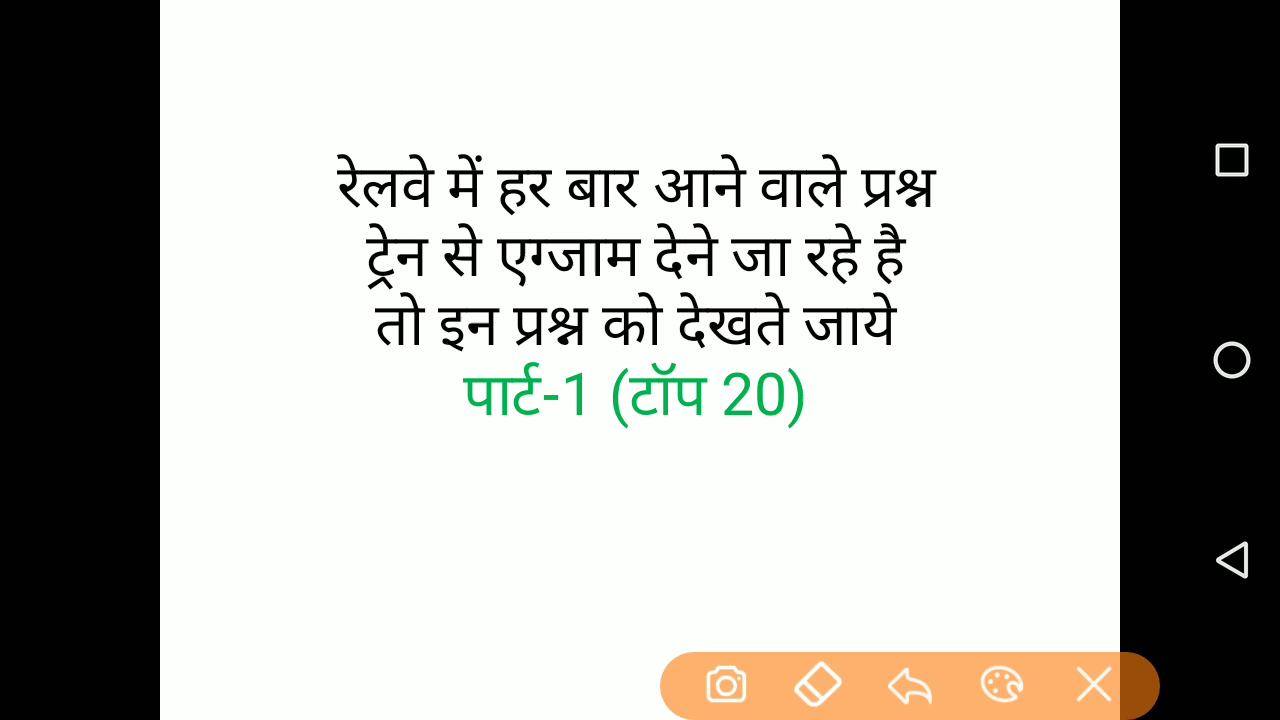 रेलवे में हर बार आने वाले प्रश्न
ट्रेन से एग्जाम देने जा रहे है
तो इन प्रश्न को देखते जाये
पार्ट-1 (टॉप 20)